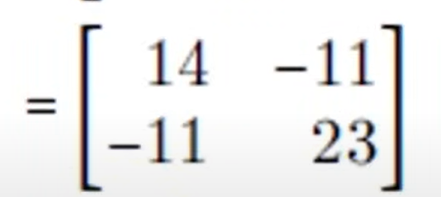 = [ 14 −11
−11 23 ]